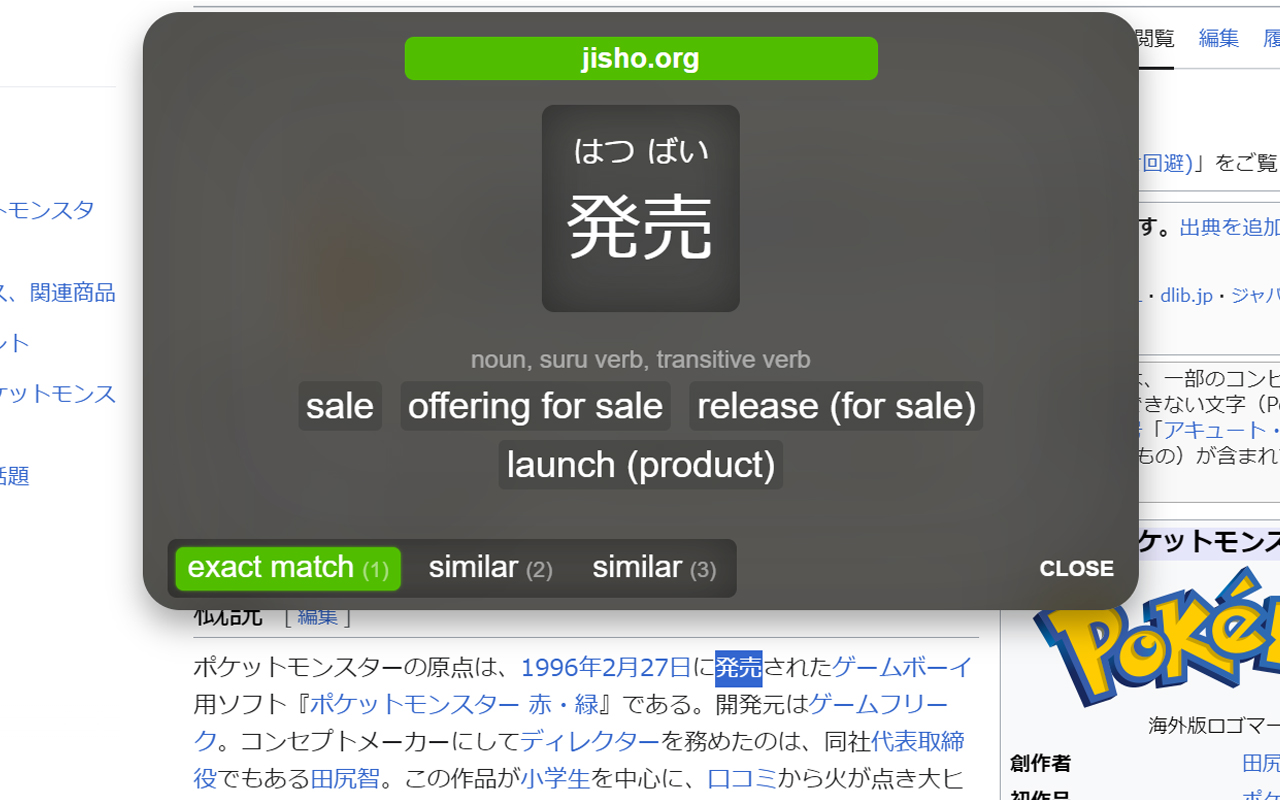 jisho.org
はつ ばい
発売
noun, suru verb, transitive verb
sale offering for sale release (for sale)
launch (product)
exact match (1) similar (2) similar (3) CLOSE
閲覧 編集
回避)」をご覧
す。出典を追加
dlib.jp・ジャパ
、一部のコンピ
できない文字（
「アキュート・
もの）が含まれ
ケットモンス
トモンスタ
ス、関連商品
ント
ケットモンス
話題
[ 編集 ]
ポケットモンスターの原点は、1996年2月27日に発売されたゲームボーイ
用ソフト『ポケットモンスター 赤・緑』である。開発元はゲームフリー
ク。コンセプトメーカーにしてディレクターを務めたのは、同社代表取締
役でもある田尻智。この作品が小学生を中心に、口コミから火が点き大ヒ
海外版ロゴマー
創作者 田尻
初作品 ポケ